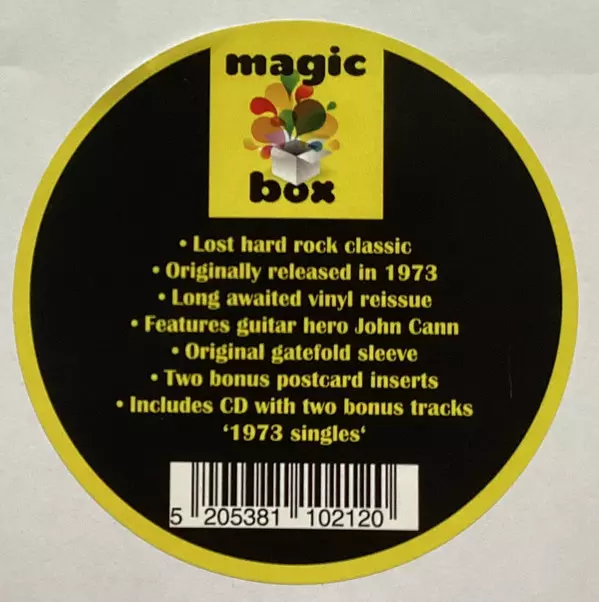 magic
box
• Lost hard rock classic
• Originally released in 1973
• Long awaited vinyl reissue
• Features guitar hero John Cann
• Original gatefold sleeve
• Two bonus postcard inserts
• Includes CD with two bonus tracks
‘1973 singles‘
5 205381 102120